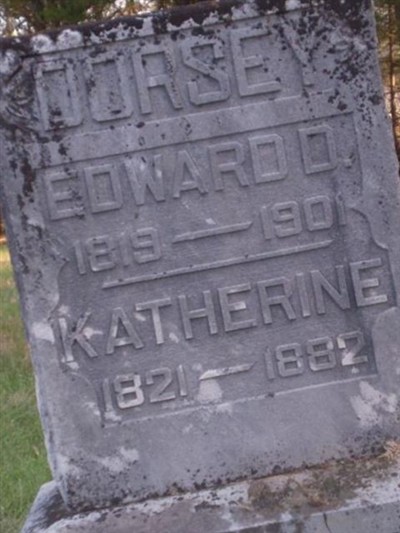 DORSEY
EDWARD D.
1819 — 1901
KATHERINE
1821 — 1882